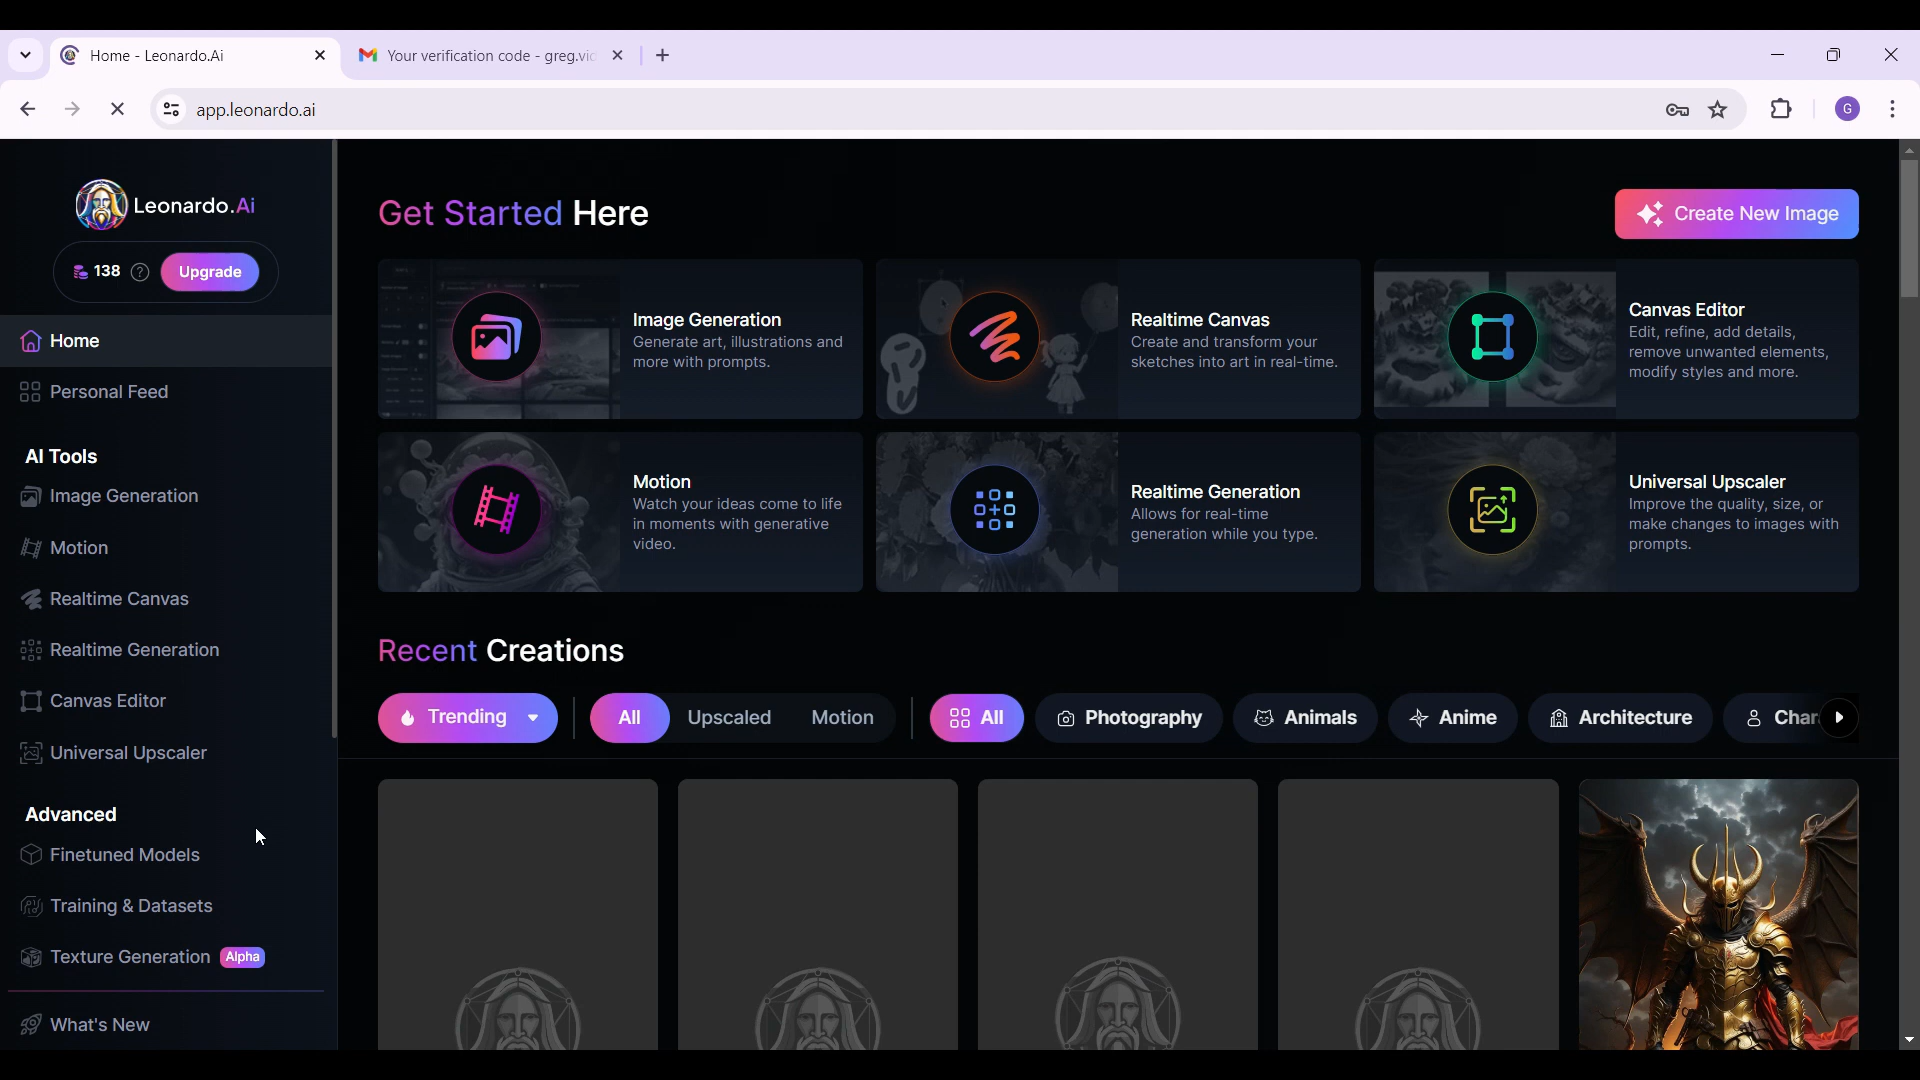 Home - Leonardo.Ai
Your verification code - greg.vic
app.leonardo.ai
G
Leonardo.Ai
138 ? Upgrade
Home
Personal Feed
AI Tools
Image Generation
Motion
Realtime Canvas
Realtime Generation
Canvas Editor
Universal Upscaler
Advanced
Finetuned Models
Training & Datasets
Texture Generation Alpha
What's New
Get Started Here
Create New Image
Image Generation
Generate art, illustrations and
more with prompts.
Realtime Canvas
Create and transform your
sketches into art in real-time.
Canvas Editor
Edit, refine, add details,
remove unwanted elements,
modify styles and more.
Motion
Watch your ideas come to life
in moments with generative
video.
Realtime Generation
Allows for real-time
generation while you type.
Universal Upscaler
Improve the quality, size, or
make changes to images with
prompts.
Recent Creations
Trending All Upscaled Motion All Photography Animals Anime Architecture Char